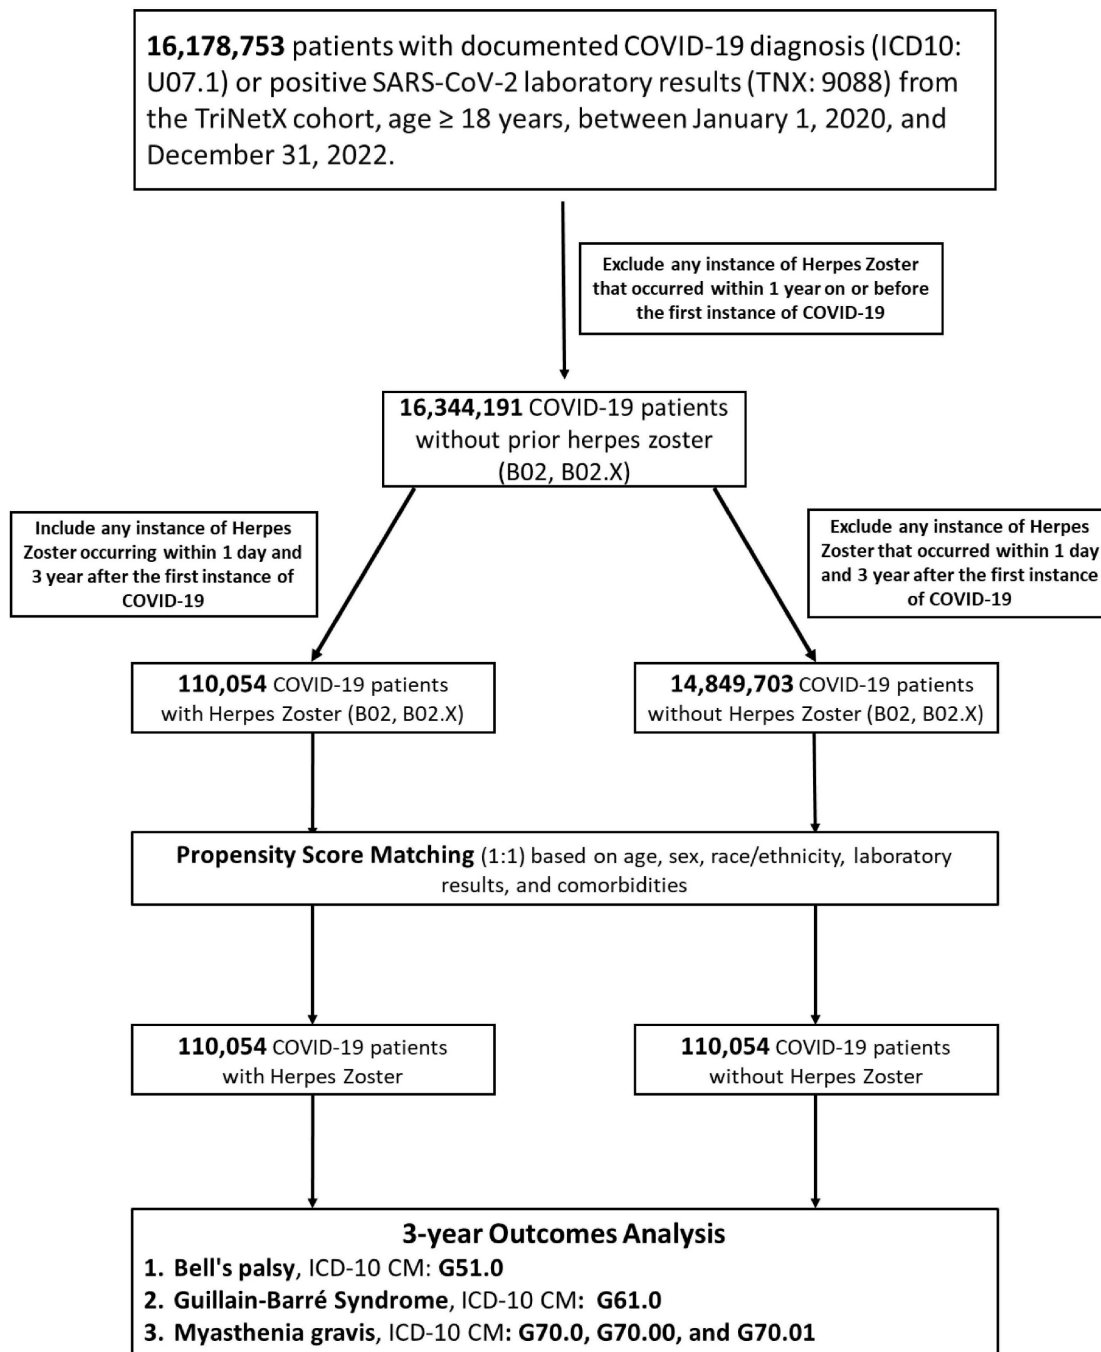 16,178,753 patients with documented COVID-19 diagnosis (ICD10:
U07.1) or positive SARS-CoV-2 laboratory results (TNX: 9088) from
the TriNetX cohort, age ≥ 18 years, between January 1, 2020, and
December 31, 2022.
Exclude any instance of Herpes Zoster
that occurred within 1 year on or before
the first instance of COVID-19
16,344,191 COVID-19 patients
without prior herpes zoster
(B02, B02.X)
Include any instance of Herpes
Zoster occurring within 1 day and
3 year after the first instance of
COVID-19
Exclude any instance of Herpes
Zoster that occurred within 1 day
and 3 year after the first instance
of COVID-19
110,054 COVID-19 patients
with Herpes Zoster (B02, B02.X)
14,849,703 COVID-19 patients
without Herpes Zoster (B02, B02.X)
Propensity Score Matching (1:1) based on age, sex, race/ethnicity, laboratory
results, and comorbidities
110,054 COVID-19 patients
with Herpes Zoster
110,054 COVID-19 patients
without Herpes Zoster
3-year Outcomes Analysis
1. Bell's palsy, ICD-10 CM: G51.0
2. Guillain-Barré Syndrome, ICD-10 CM: G61.0
3. Myasthenia gravis, ICD-10 CM: G70.0, G70.00, and G70.01